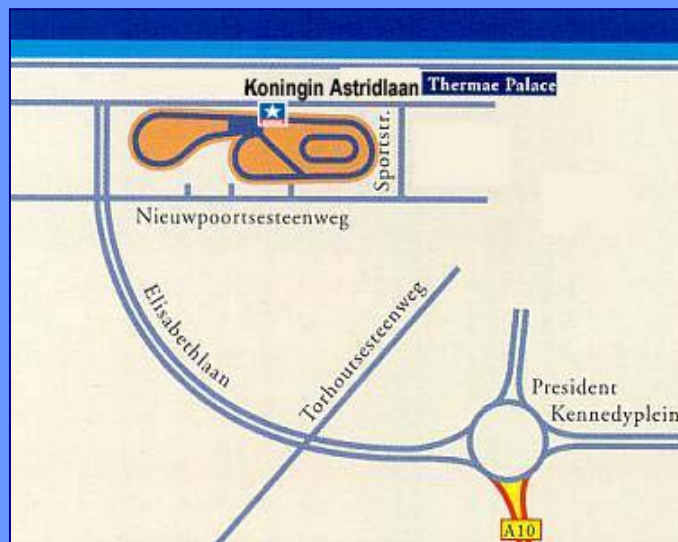 Koningin Astridlaan
Thermae Palace
Sportstr.
Nieuwpoortsesteenweg
Elisabethlaan
Torhoutsesteenweg
President
Kennedyplein
A10